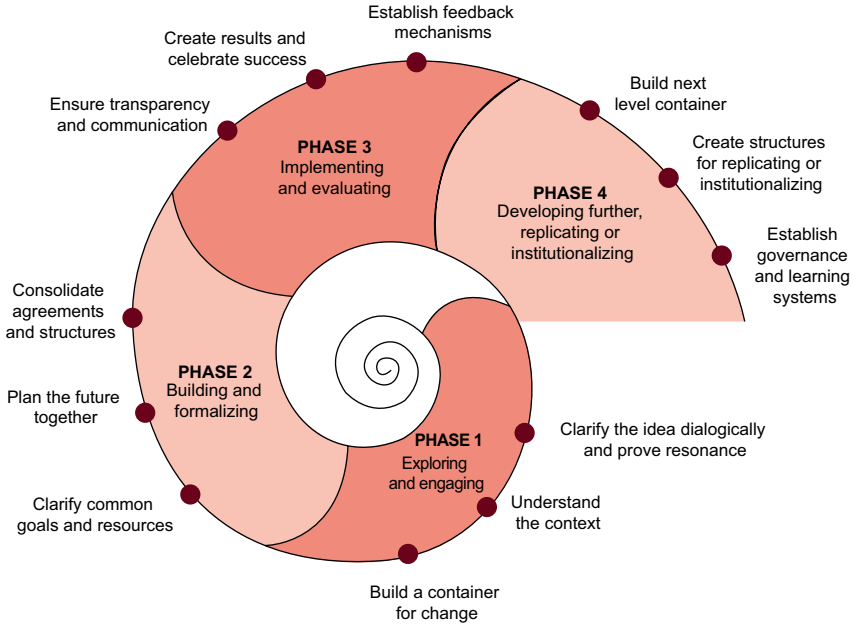 Establish feedback
mechanisms
Create results and
celebrate success
Ensure transparency
and communication
PHASE 3
Implementing
and evaluating
Build next
level container
Create structures
for replicating or
institutionalizing
PHASE 4
Developing further,
replicating or
institutionalizing
Establish
governance
and learning
systems
Consolidate
agreements
and structures
PHASE 2
Building and
formalizing
Plan the future
together
Clarify common
goals and resources
PHASE 1
Exploring
and engaging
Clarify the idea dialogically
and prove resonance
Understand
the context
Build a container
for change